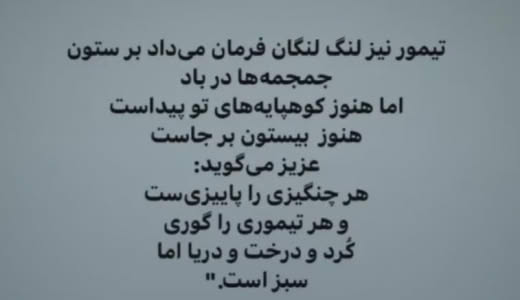 تیمور نیز لنگ لنگان فرمان می‌داد بر ستون
جمجمه‌ها در باد
اما هنوز کوهپایه‌های تو پیداست
هنوز بیستون بر جاست
عزیز می‌گوید:
هر چنگیزی را پاییزی‌ست
و هر تیموری را گوری
کُرد و درخت و دریا اما
سبز است."